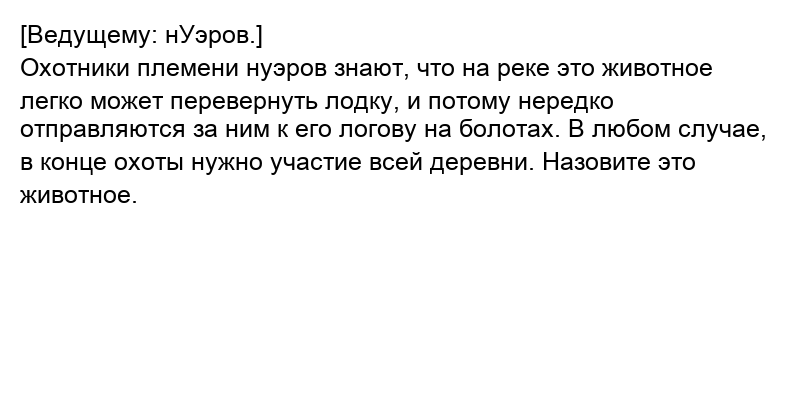 [Ведущему: нУэров.]
Охотники племени нуэров знают, что на реке это животное
легко может перевернуть лодку, и потому нередко
отправляются за ним к его логову на болотах. В любом случае,
в конце охоты нужно участие всей деревни. Назовите это
животное.